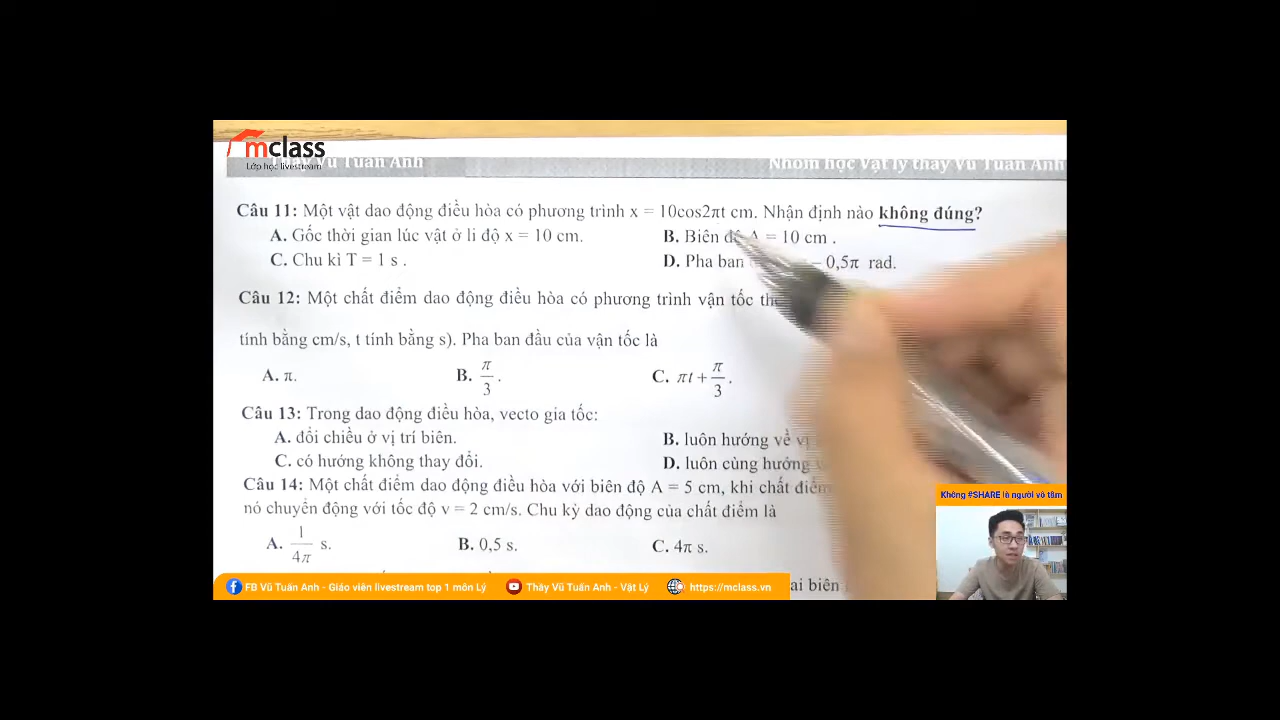 mclass
Lớp học livestream
Thầy Vũ Tuấn Anh
Nhóm học Vật lý thầy Vũ Tuấn Anh
Câu 11: Một vật dao động điều hòa có phương trình x = 10cos2πt cm. Nhận định nào không đúng?
A. Gốc thời gian lúc vật ở li độ x = 10 cm. B. Biên độ A = 10 cm .
C. Chu kì T = 1 s . D. Pha ban 0,5π rad.
Câu 12: Một chất điểm dao động điều hòa có phương trình vận tốc
tính bằng cm/s, t tính bằng s). Pha ban đầu của vận tốc là
A. π. B. π/3 . C. πt + π/3 .
Câu 13: Trong dao động điều hòa, vecto gia tốc:
A. đổi chiều ở vị trí biên. B. luôn hướng về
C. có hướng không thay đổi. D. luôn cùng hướng
Câu 14: Một chất điểm dao động điều hòa với biên độ A = 5 cm, khi chất
nó chuyển động với tốc độ v = 2 cm/s. Chu kỳ dao động của chất điểm là
A. 1/4π s. B. 0,5 s. C. 4π s.
ai biên
Không #SHARE là người vô tâm
FB Vũ Tuấn Anh - Giáo viên livestream top 1 môn Lý
Thầy Vũ Tuấn Anh - Vật Lý
https://mclass.vn